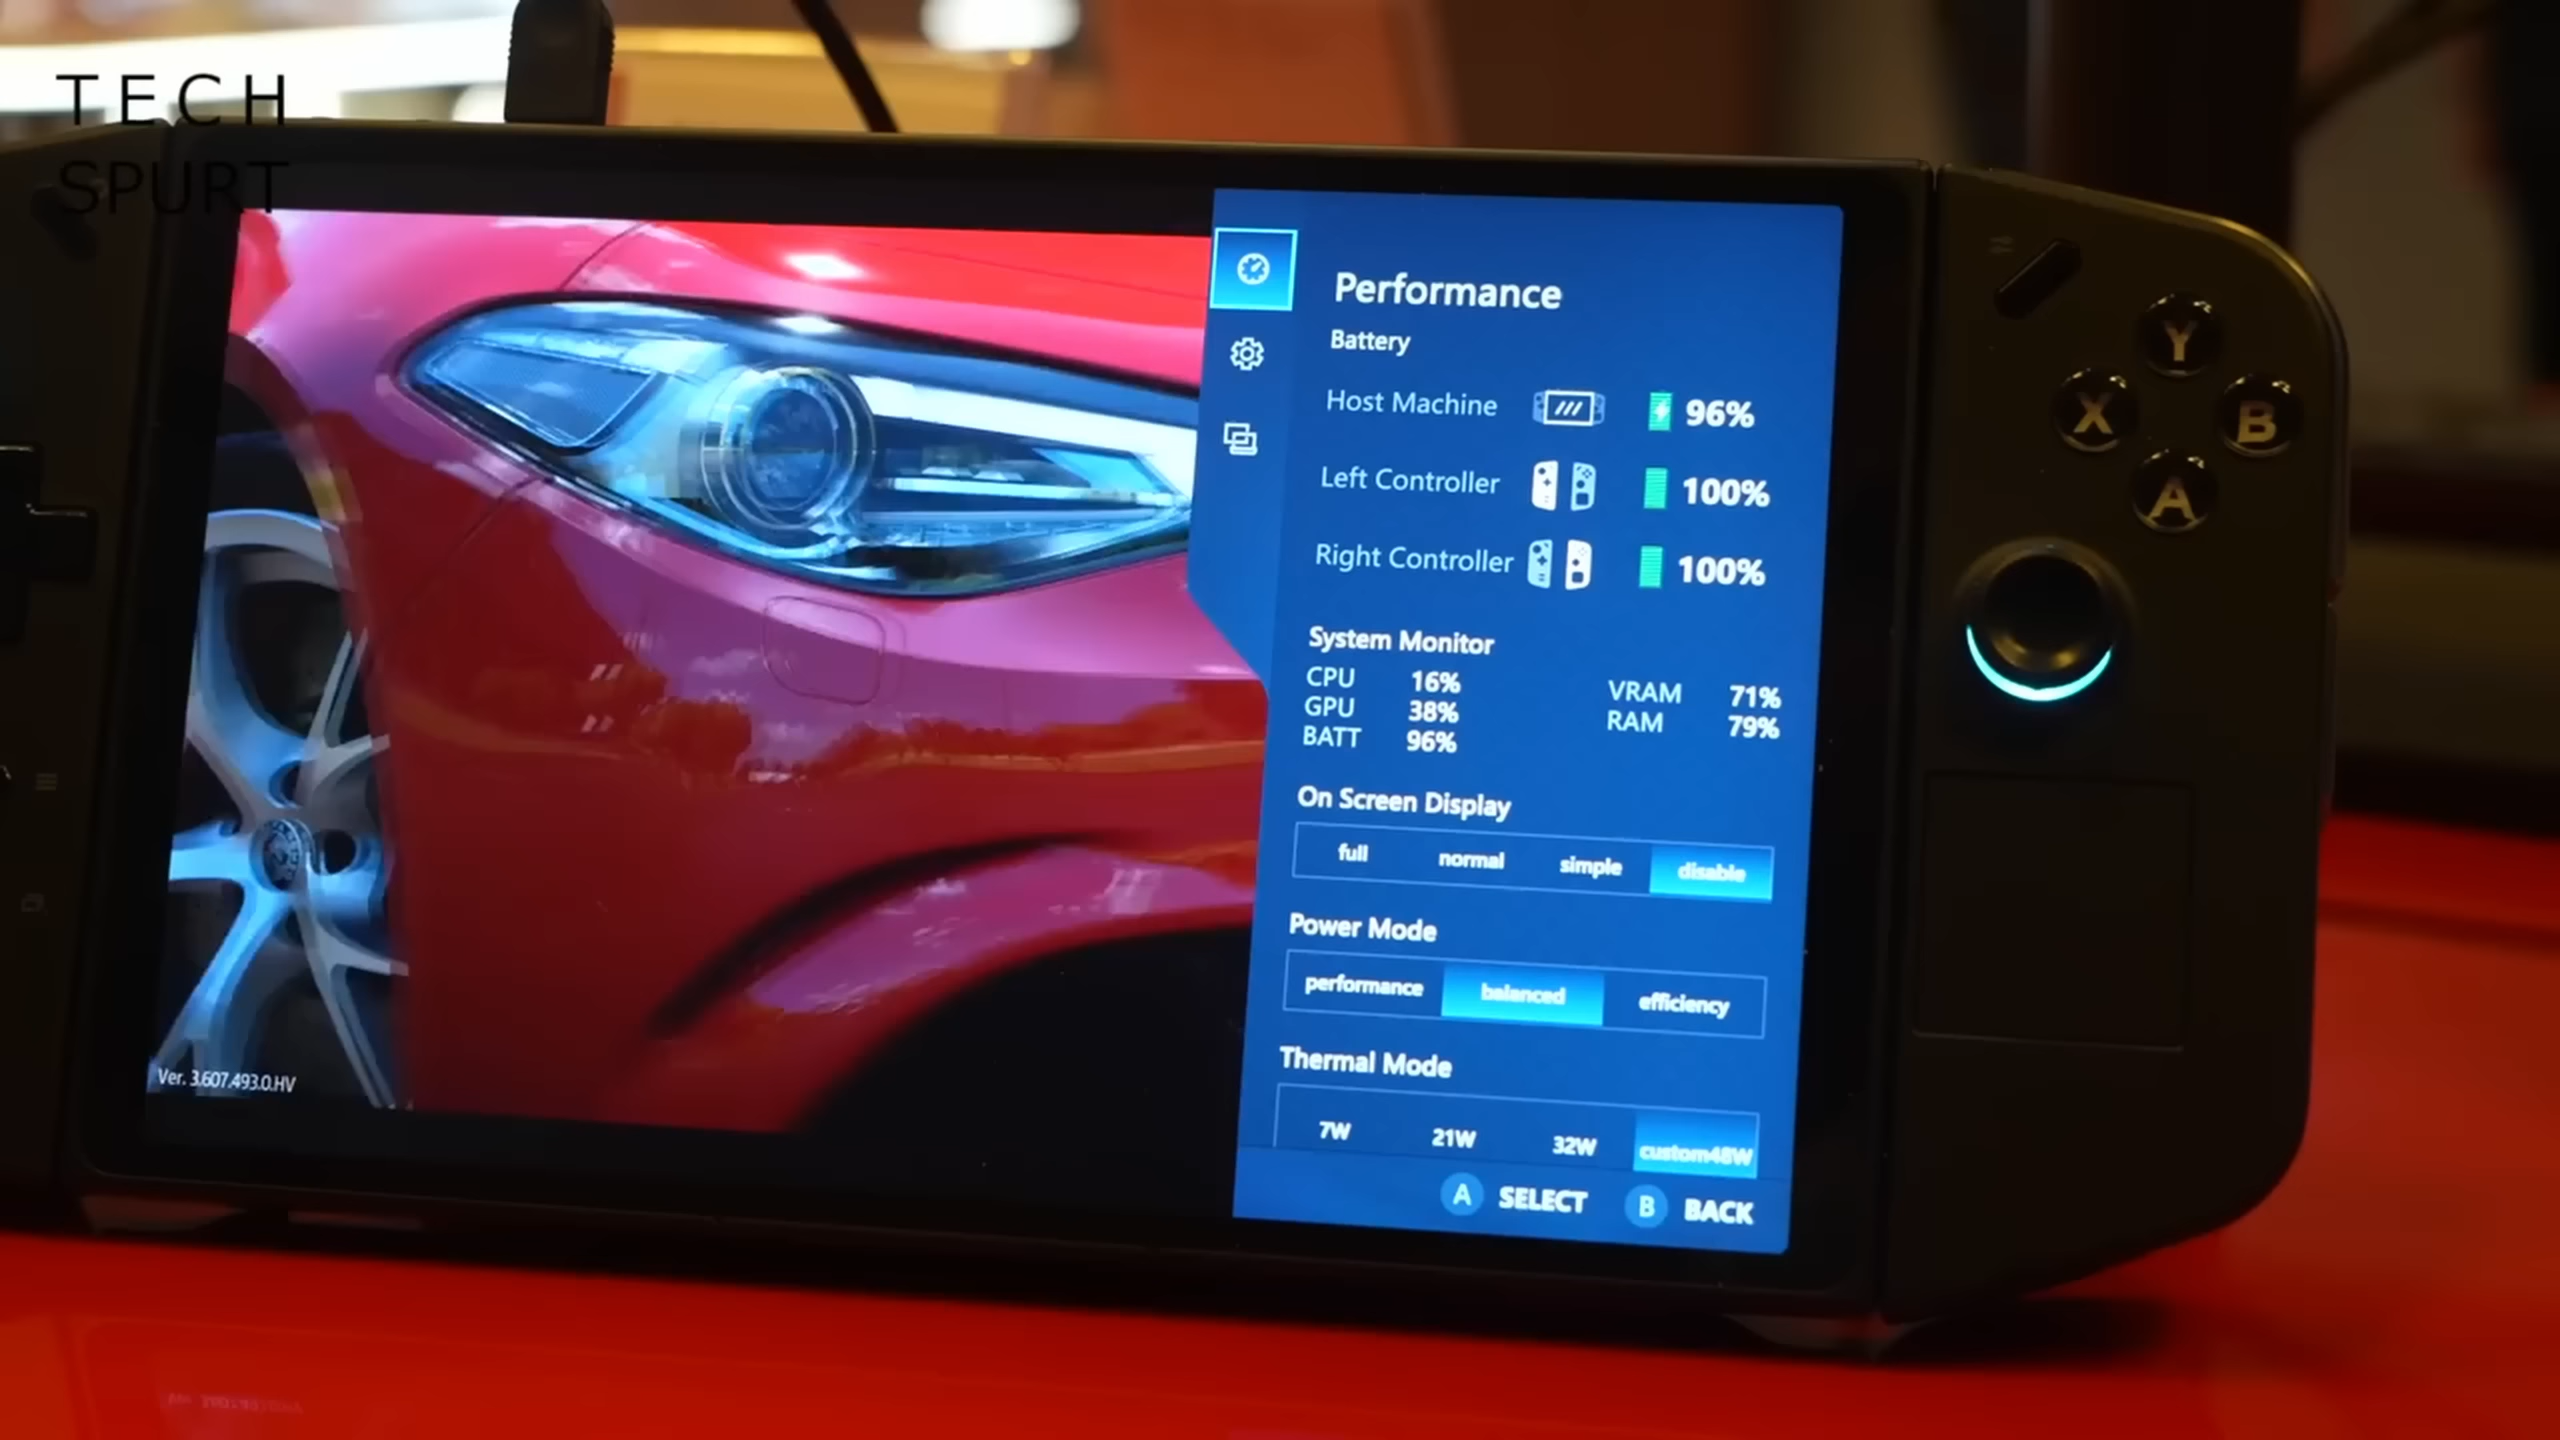 TECH
SPURT
Performance
Battery
Host Machine 96%
Left Controller 100%
Right Controller 100%
System Monitor
CPU 16% VRAM 71%
GPU 38% RAM 79%
BATT 96%
On Screen Display
full normal simple disable
Power Mode
performance balanced efficiency
Thermal Mode
7W 21W 32W custom48W
A SELECT B BACK
Ver. 3.607.493.0.HV
Y
X B
A